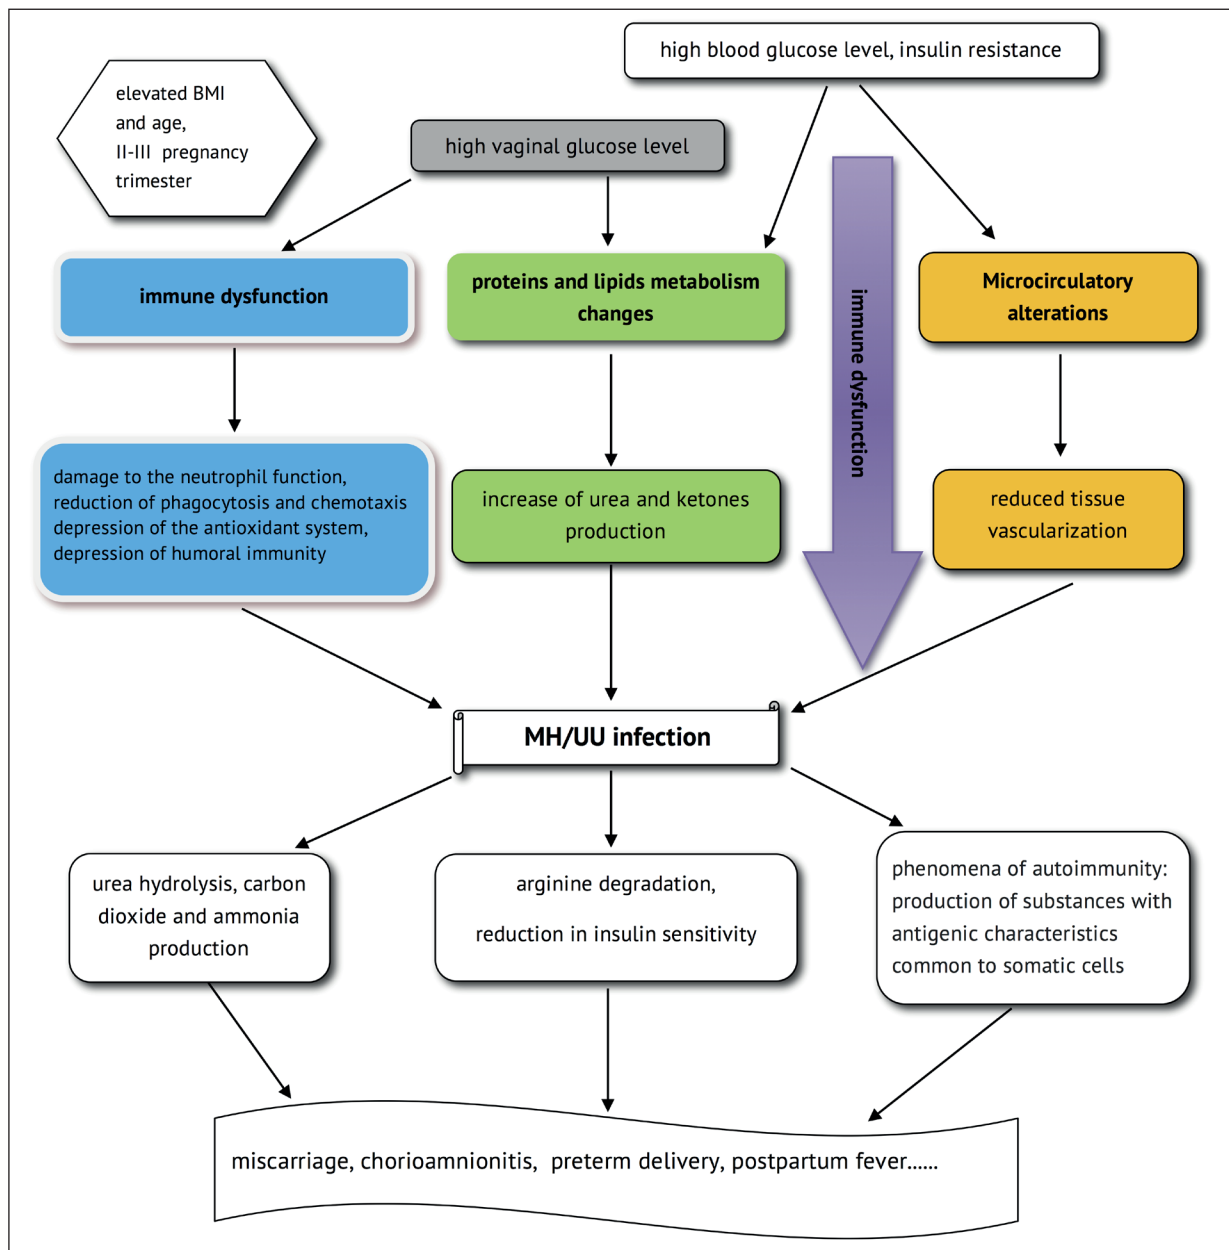 high blood glucose level, insulin resistance
elevated BMI
and age,
II-III pregnancy
trimester
high vaginal glucose level
immune dysfunction
proteins and lipids metabolism
changes
immune dysfunction
Microcirculatory
alterations
damage to the neutrophil function,
reduction of phagocytosis and chemotaxis
depression of the antioxidant system,
depression of humoral immunity
increase of urea and ketones
production
reduced tissue
vascularization
MH/UU infection
urea hydrolysis, carbon
dioxide and ammonia
production
arginine degradation,
reduction in insulin sensitivity
phenomena of autoimmunity:
production of substances with
antigenic characteristics
common to somatic cells
miscarriage, chorioamnionitis, preterm delivery, postpartum fever......